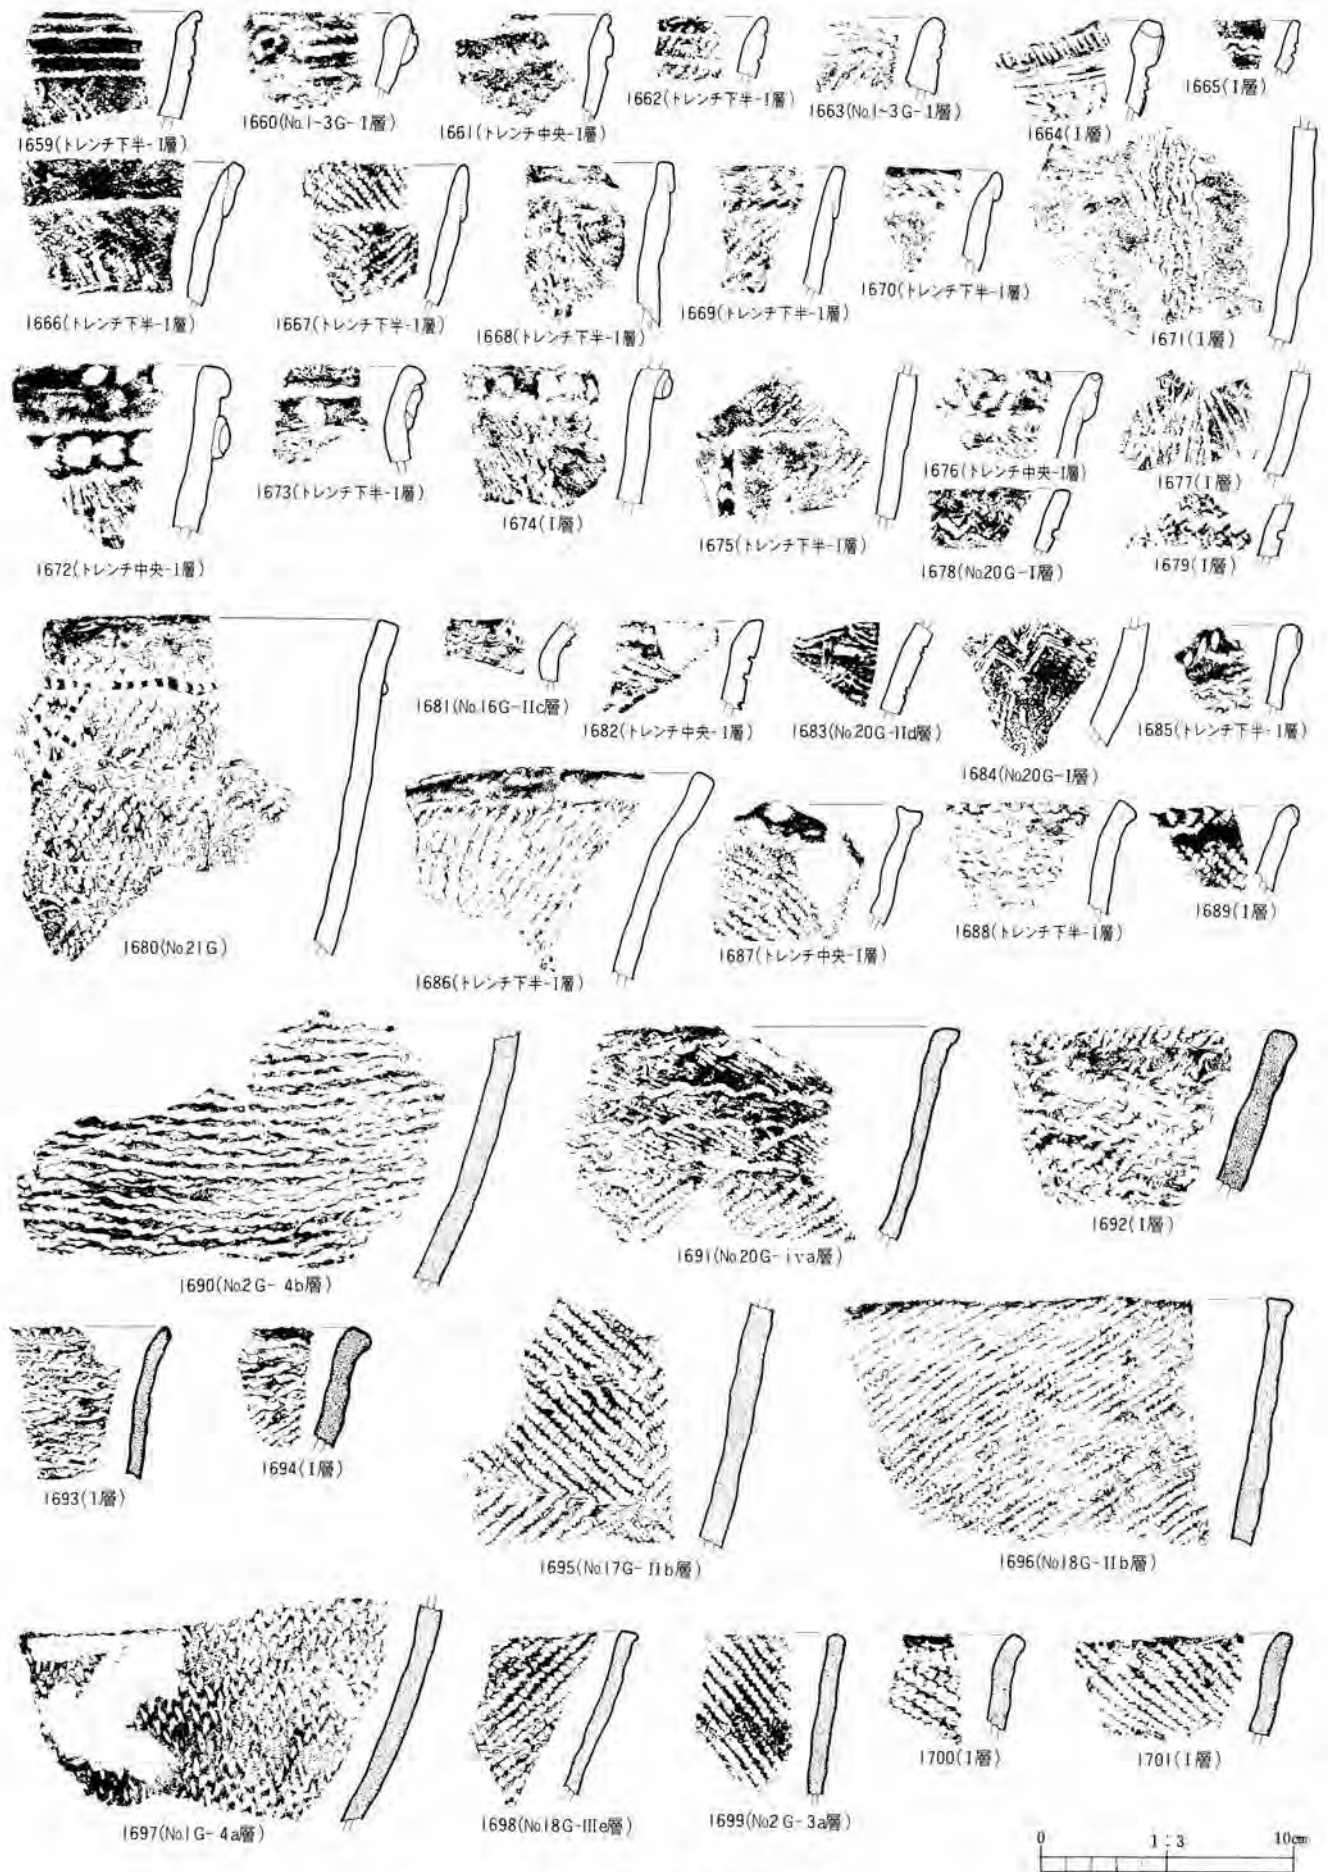 1659(トレンチ下半-I層)
1660(No.1-3G-I層)
1661(トレンチ中央-I層)
1662(トレンチ下半-I層)
1663(No.1-3G-I層)
1664(I層)
1665(I層)
1666(トレンチ下半-I層)
1667(トレンチ下半-I層)
1668(トレンチ下半-I層)
1669(トレンチ下半-I層)
1670(トレンチ下半-I層)
1671(I層)
1672(トレンチ中央-I層)
1673(トレンチ下半-I層)
1674(I層)
1675(トレンチ下半-I層)
1676(トレンチ中央-I層)
1677(I層)
1678(No.20G-I層)
1679(I層)
1680(No.21G)
1681(No.16G-IIc層)
1682(トレンチ中央-I層)
1683(No.20G-IId層)
1684(No.20G-I層)
1685(トレンチ下半-I層)
1686(トレンチ下半-I層)
1687(トレンチ中央-I層)
1688(トレンチ下半-I層)
1689(I層)
1690(No.2G-4b層)
1691(No.20G-iva層)
1692(I層)
1693(I層)
1694(I層)
1695(No.17G-IIb層)
1696(No.18G-IIb層)
1697(No.1G-4a層)
1698(No.18G-IIIe層)
1699(No.2G-3a層)
1700(I層)
1701(I層)
0 1:3 10cm